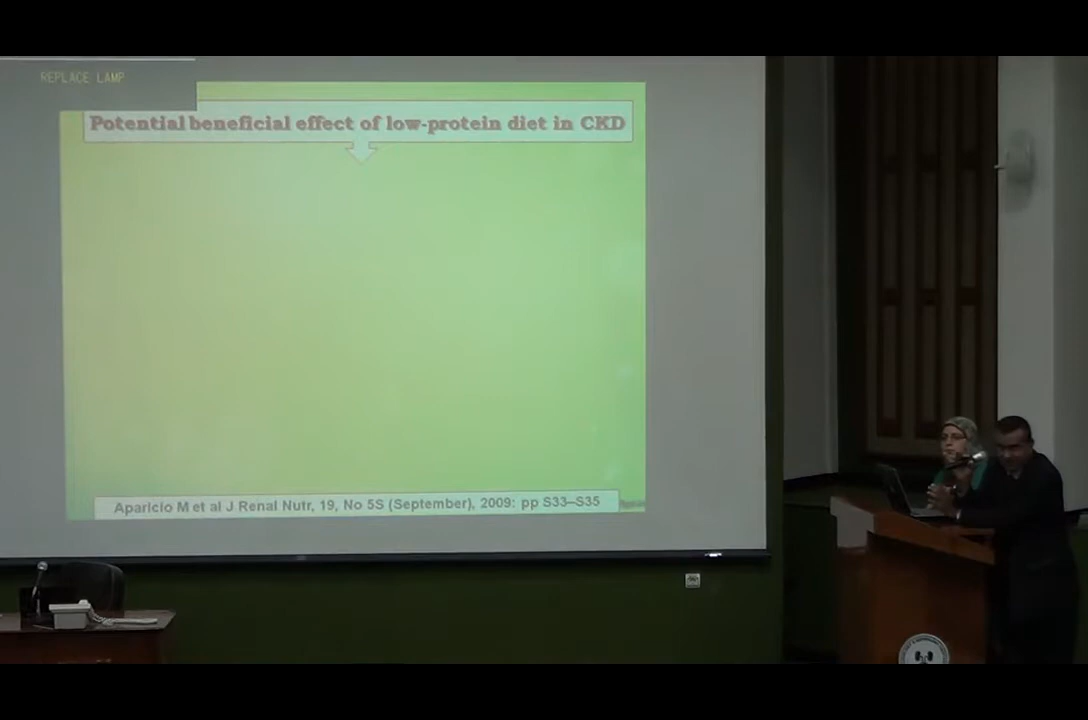 REPLACE LAMP
Potential beneficial effect of low-protein diet in CKD
Aparicio M et al J Renal Nutr, 19, No 5S (September), 2009: pp S33–S35